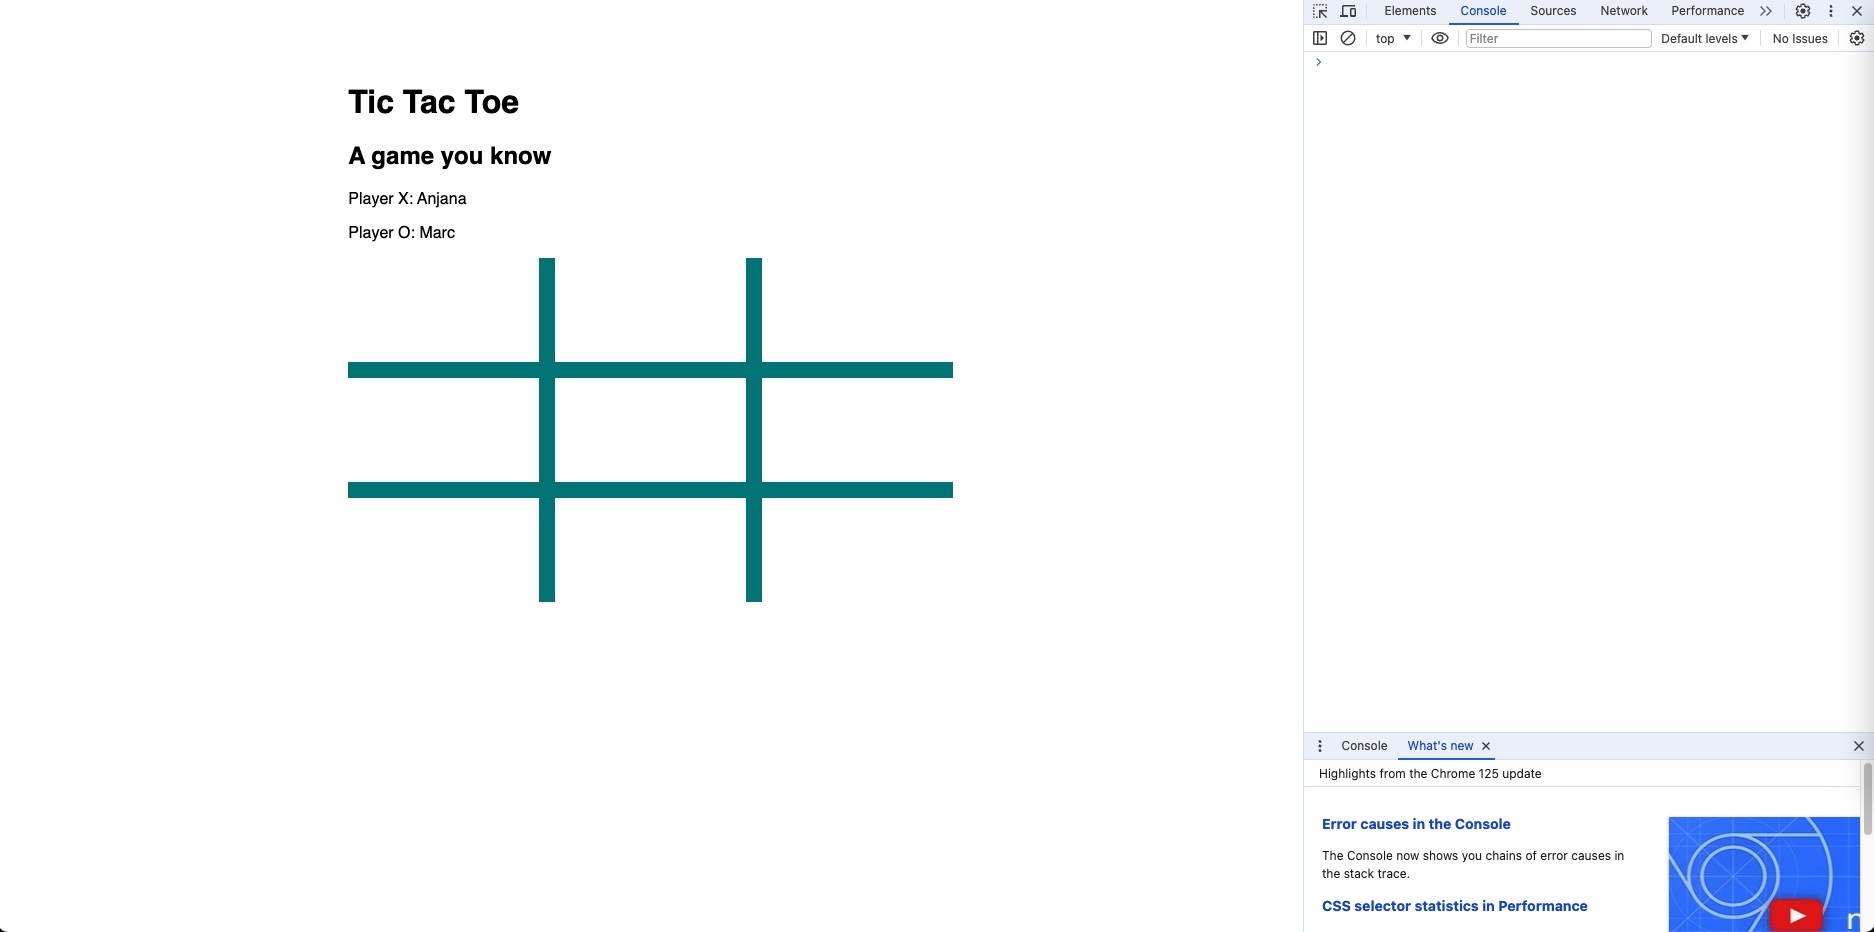 Tic Tac Toe
A game you know
Player X: Anjana
Player O: Marc
Elements Console Sources Network Performance
top Filter Default levels No Issues
Console What's new
Highlights from the Chrome 125 update
Error causes in the Console
The Console now shows you chains of error causes in
the stack trace.
CSS selector statistics in Performance